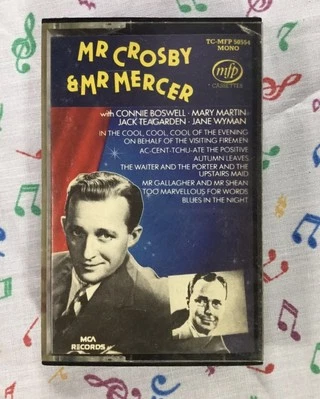 MR CROSBY
& MR MERCER
TC-MFP 50554
MONO
mfp
CASSETTES
with CONNIE BOSWELL · MARY MARTIN
JACK TEAGARDEN · JANE WYMAN
IN THE COOL, COOL, COOL OF THE EVENING
ON BEHALF OF THE VISITING FIREMEN
AC-CENT-TCHU-ATE THE POSITIVE
AUTUMN LEAVES
THE WAITER AND THE PORTER AND THE
UPSTAIRS MAID
MR GALLAGHER AND MR SHEAN
TOO MARVELLOUS FOR WORDS
BLUES IN THE NIGHT
MCA
RECORDS